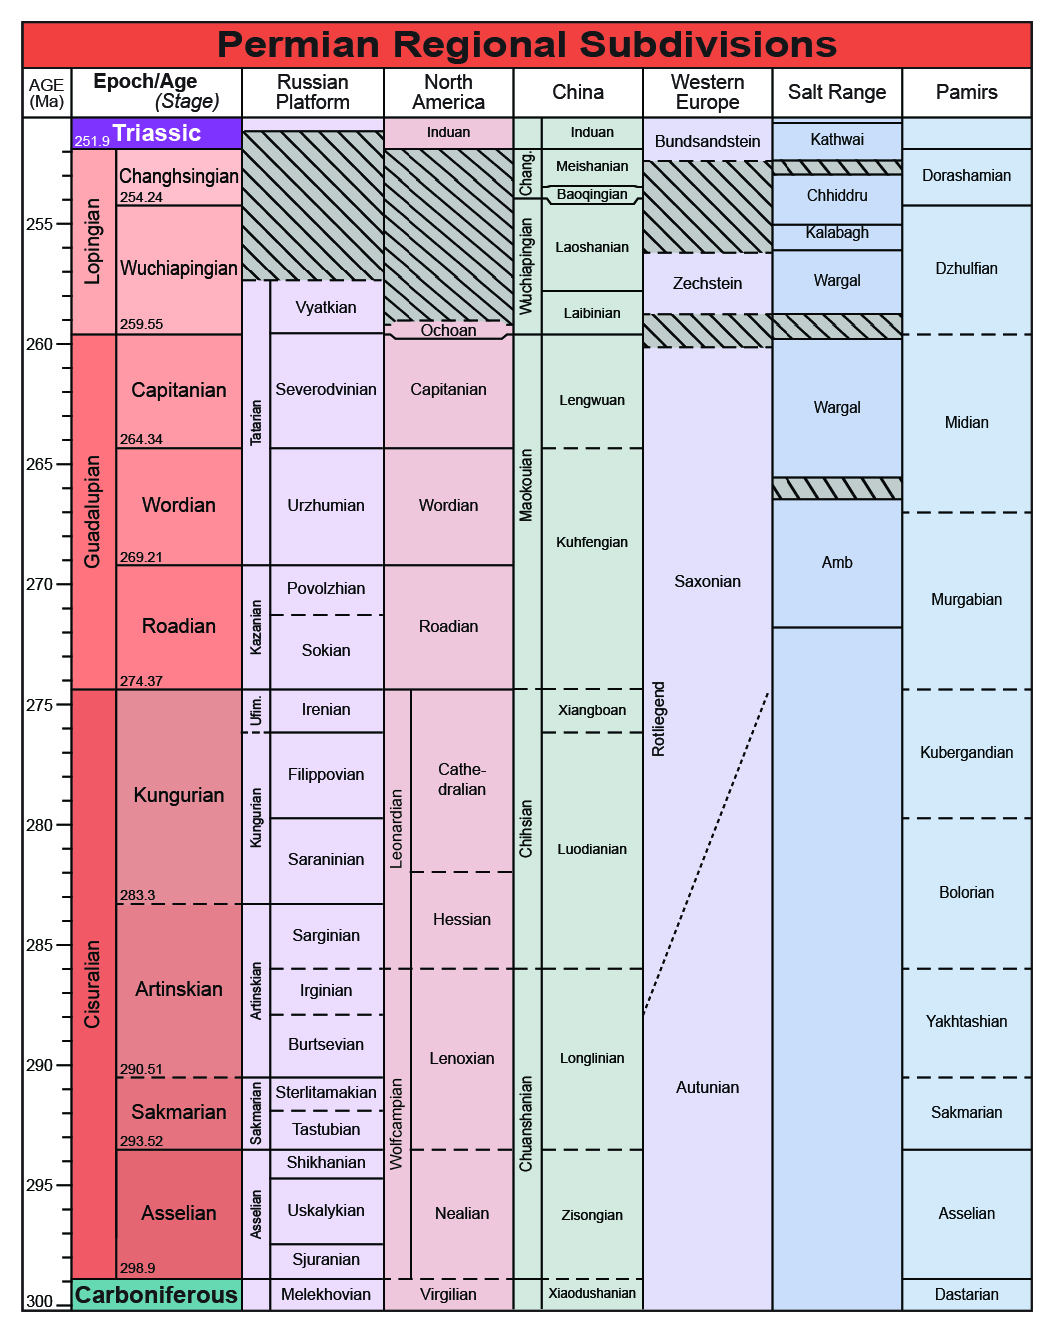 Permian Regional Subdivisions
AGE
(Ma)
Epoch/Age
(Stage)
Russian
Platform
North
America
China
Western
Europe
Salt Range
Pamirs
255
260
265
270
275
280
285
290
295
300
Triassic
251.9
Lopingian
Changhsingian
254.24
Wuchiapingian
259.55
Guadalupian
Capitanian
264.34
Wordian
269.21
Roadian
274.37
Cisuralian
Kungurian
283.3
Artinskian
290.51
Sakmarian
293.52
Asselian
298.9
Carboniferous
Tatarian
Vyatkian
Severodvinian
Urzhumian
Kazanian
Povolzhian
Sokian
Ufim.
Irenian
Kungurian
Filippovian
Saraninian
Artinskian
Sarginian
Irginian
Burtsevian
Sakmarian
Sterlitamakian
Tastubian
Asselian
Shikhanian
Uskalykian
Sjuranian
Melekhovian
Induan
Ochoan
Capitanian
Wordian
Roadian
Leonardian
Cathe-
dralian
Hessian
Wolfcampian
Lenoxian
Nealian
Virgilian
Induan
Chang.
Meishanian
Baoqingian
Wuchiapingian
Laoshanian
Laibinian
Maokouian
Lengwuan
Kuhfengian
Chihsian
Xiangboan
Luodianian
Chuanshanian
Longlinian
Zisongian
Xiaodushanian
Bundsandstein
Zechstein
Saxonian
Rotliegend
Autunian
Kathwai
Chhiddru
Kalabagh
Wargal
Wargal
Amb
Dorashamian
Dzhulfian
Midian
Murgabian
Kubergandian
Bolorian
Yakhtashian
Sakmarian
Asselian
Dastarian